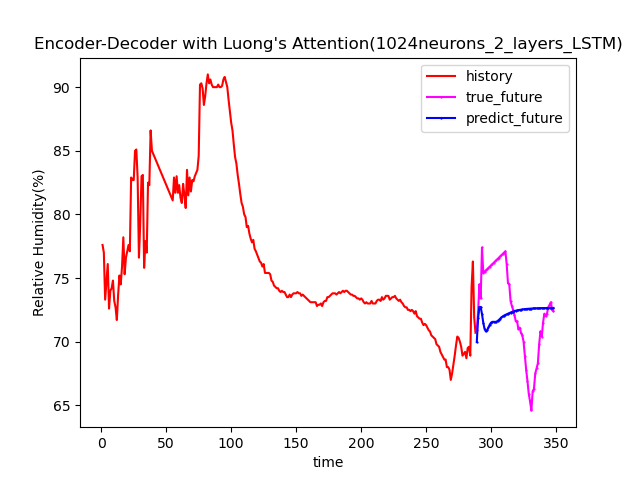 Encoder-Decoder with Luong's Attention(1024neurons_2_layers_LSTM)
history
true_future
predict_future
Relative Humidity(%)
90
85
80
75
70
65
0 50 100 150 200 250 300 350
time